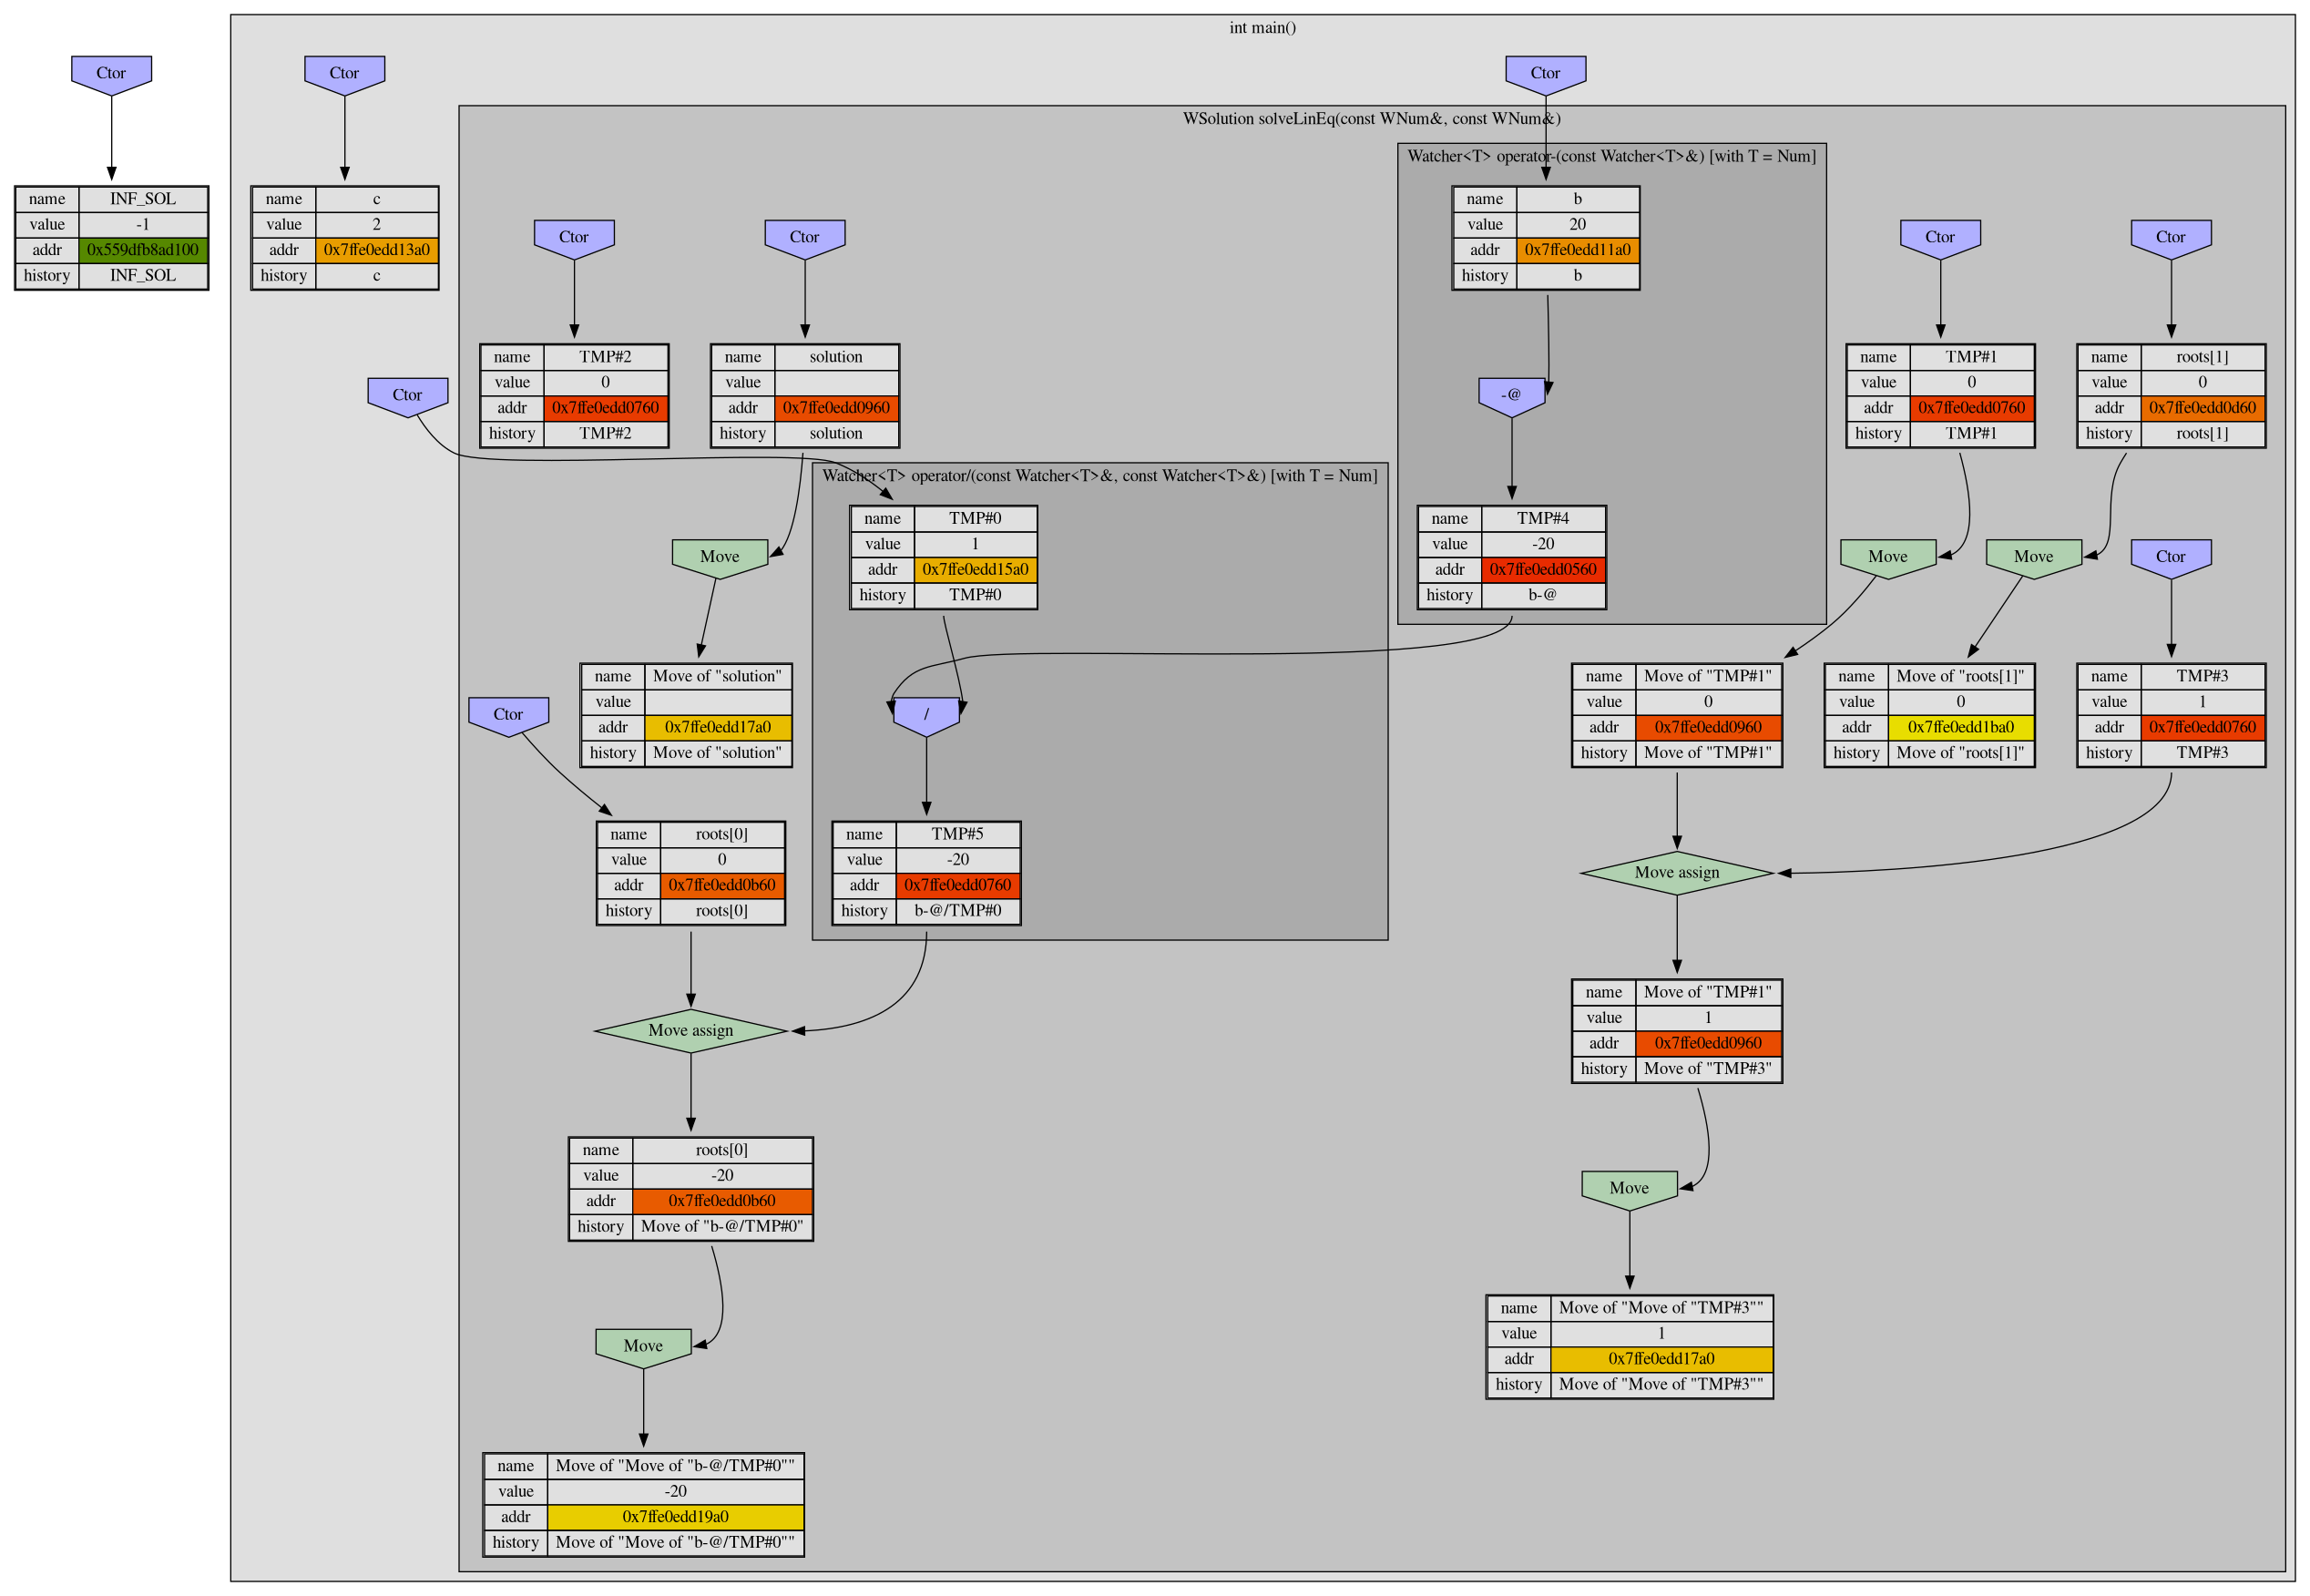 int main()
Ctor
Ctor
Ctor
WSolution solveLinEq(const WNum&, const WNum&)
Watcher<T> operator-(const Watcher<T>&) [with T = Num]
name INF_SOL
value -1
addr 0x559dfb8ad100
history INF_SOL
name c
value 2
addr 0x7ffe0edd13a0
history c
name b
value 20
addr 0x7ffe0edd11a0
history b
Ctor
Ctor
Ctor
Ctor
name TMP#2
value 0
addr 0x7ffe0edd0760
history TMP#2
name solution
value
addr 0x7ffe0edd0960
history solution
name TMP#1
value 0
addr 0x7ffe0edd0760
history TMP#1
name roots[1]
value 0
addr 0x7ffe0edd0d60
history roots[1]
Ctor
-@
Watcher<T> operator/(const Watcher<T>&, const Watcher<T>&) [with T = Num]
name TMP#0
value 1
addr 0x7ffe0edd15a0
history TMP#0
name TMP#4
value -20
addr 0x7ffe0edd0560
history b-@
Move
Move
Move
Ctor
name Move of "solution"
value
addr 0x7ffe0edd17a0
history Move of "solution"
name Move of "TMP#1"
value 0
addr 0x7ffe0edd0960
history Move of "TMP#1"
name Move of "roots[1]"
value 0
addr 0x7ffe0edd1ba0
history Move of "roots[1]"
name TMP#3
value 1
addr 0x7ffe0edd0760
history TMP#3
Ctor
/
name roots[0]
value 0
addr 0x7ffe0edd0b60
history roots[0]
name TMP#5
value -20
addr 0x7ffe0edd0760
history b-@/TMP#0
Move assign
Move assign
name Move of "TMP#1"
value 1
addr 0x7ffe0edd0960
history Move of "TMP#3"
name roots[0]
value -20
addr 0x7ffe0edd0b60
history Move of "b-@/TMP#0"
Move
Move
name Move of "Move of "TMP#3""
value 1
addr 0x7ffe0edd17a0
history Move of "Move of "TMP#3""
name Move of "Move of "b-@/TMP#0""
value -20
addr 0x7ffe0edd19a0
history Move of "Move of "b-@/TMP#0""